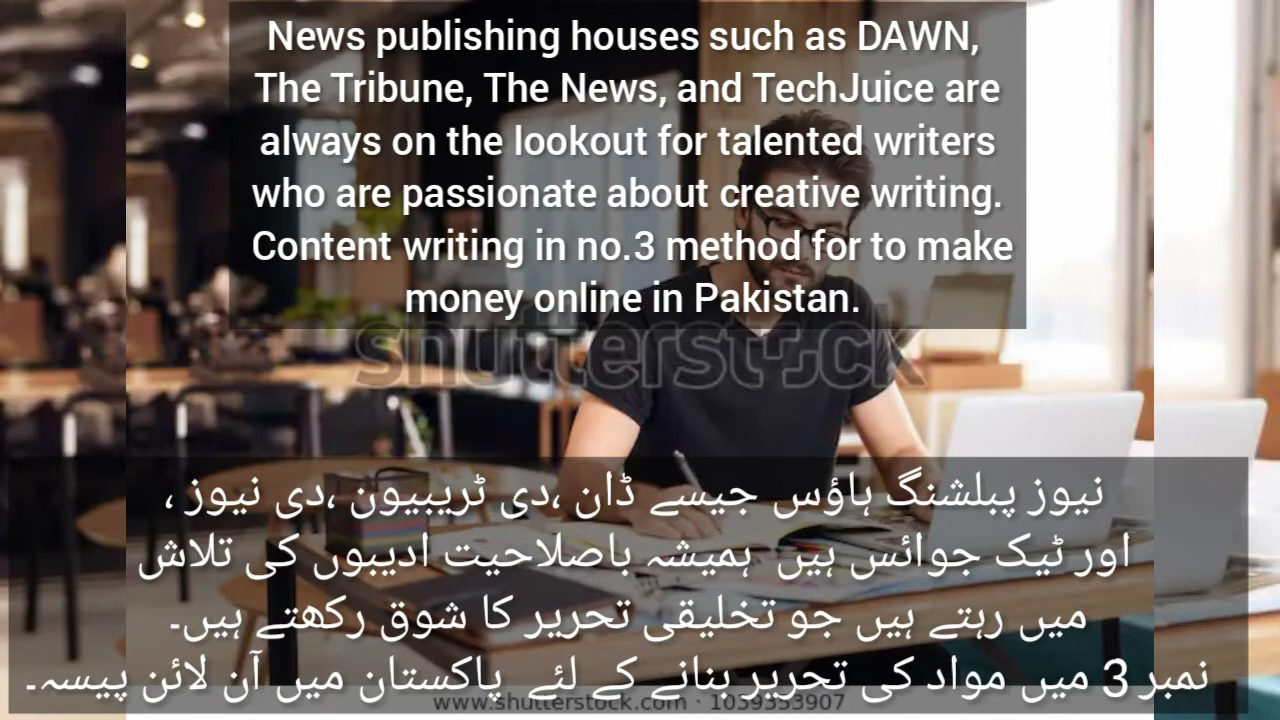 News publishing houses such as DAWN,
The Tribune, The News, and TechJuice are
always on the lookout for talented writers
who are passionate about creative writing.
Content writing in no.3 method for to make
money online in Pakistan.
shutterstock
نیوز پبلشنگ ہاؤس جیسے ڈان ،دی ٹریبیون ،دی نیوز ،
اور ٹیک جوائس ہیں ہمیشہ باصلاحیت ادیبوں کی تلاش
میں رہتے ہیں جو تخلیقی تحریر کا شوق رکھتے ہیں۔
نمبر 3 میں مواد کی تحریر بنانے کے لئے پاکستان میں آن لائن پیسہ۔
www.shutterstock.com · 1059353907